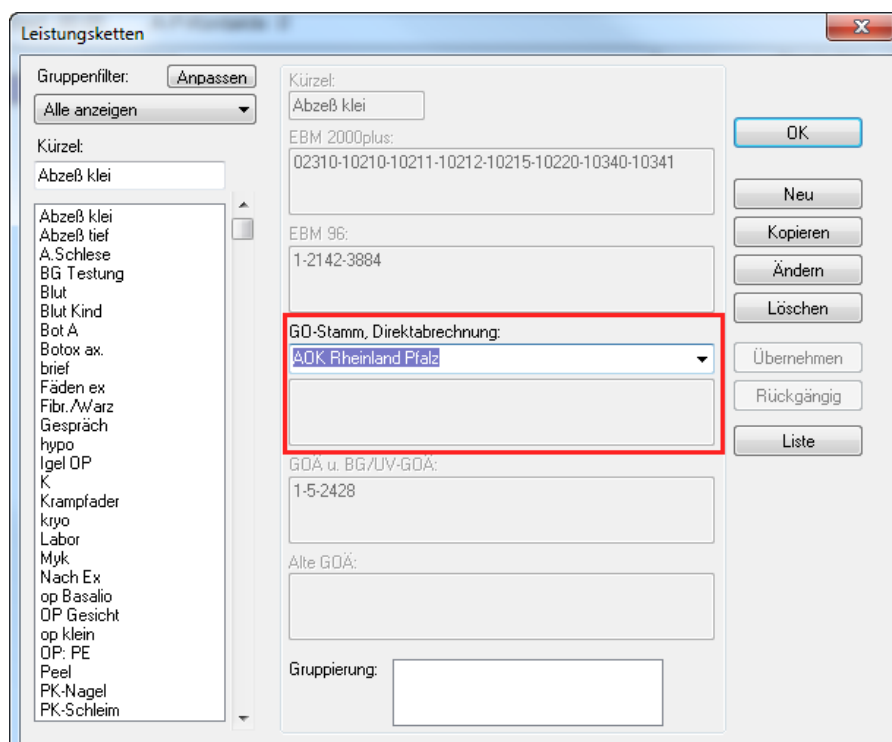 Leistungsketten
Gruppenfilter:
Anpassen
Alle anzeigen
Kürzel:
Abzeß klei
Abzeß klei
Abzeß tief
A.Schlese
BG Testung
Blut
Blut Kind
Bot A
Botox ax.
brief
Fäden ex
Fibr./Warz
Gespräch
hypo
Igel OP
K
Krampfader
kryo
Labor
Myk
Nach Ex
op Basalio
OP Gesicht
op klein
OP: PE
Peel
PK-Nagel
PK-Schleim
Kürzel:
Abzeß klei
EBM 2000plus:
02310-10210-10211-10212-10215-10220-10340-10341
EBM 96:
1-2142-3884
GO-Stamm, Direktabrechnung:
AOK Rheinland Pfalz
GOÄ u. BG/UV-GOÄ:
1-5-2428
Alte GOÄ:
Gruppierung:
OK
Neu
Kopieren
Ändern
Löschen
Übernehmen
Rückgängig
Liste